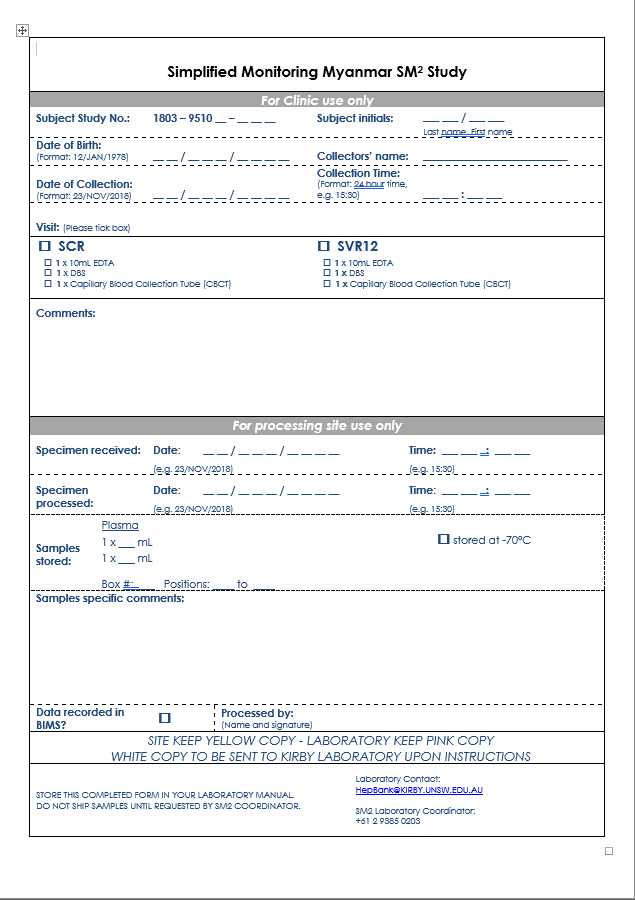 Simplified Monitoring Myanmar SM² Study
For Clinic use only
Subject Study No.: 1803 – 9510 __ – __ __ __ Subject initials: __ __ / __ __
Last name First name
Date of Birth:
(Format: 12/JAN/1978) __ __ / __ __ __ / __ __ __ __ Collectors' name: ____________
Date of Collection:
(Format: 23/NOV/2018) __ __ / __ __ __ / __ __ __ __
Collection Time:
(Format: 24 hour time,
e.g. 15:30) __ __ : __ __
Visit: (Please tick box)
☐ SCR ☐ SVR12
☐ 1 x 10mL EDTA ☐ 1 x 10mL EDTA
☐ 1 x DBS ☐ 1 x DBS
☐ 1 x Capillary Blood Collection Tube (CBCT) ☐ 1 x Capillary Blood Collection Tube (CBCT)
Comments:
For processing site use only
Specimen received: Date: __ __ / __ __ __ / __ __ __ __ Time: __ __ : __ __
(e.g. 23/NOV/2018) (e.g. 15:30)
Specimen
processed: Date: __ __ / __ __ __ / __ __ __ __ Time: __ __ : __ __
(e.g. 23/NOV/2018) (e.g. 15:30)
Samples
stored:
Plasma
1 x ___ mL ☐ stored at -70°C
1 x ___ mL
Box #:____ Positions: ____ to ____
Samples specific comments:
Data recorded in
BIMS? ☐
Processed by:
(Name and signature)
SITE KEEP YELLOW COPY - LABORATORY KEEP PINK COPY
WHITE COPY TO BE SENT TO KIRBY LABORATORY UPON INSTRUCTIONS
STORE THIS COMPLETED FORM IN YOUR LABORATORY MANUAL.
DO NOT SHIP SAMPLES UNTIL REQUESTED BY SM2 COORDINATOR.
Laboratory Contact:
HepBank@KIRBY.UNSW.EDU.AU
SM2 Laboratory Coordinator:
+61 2 9385 0203